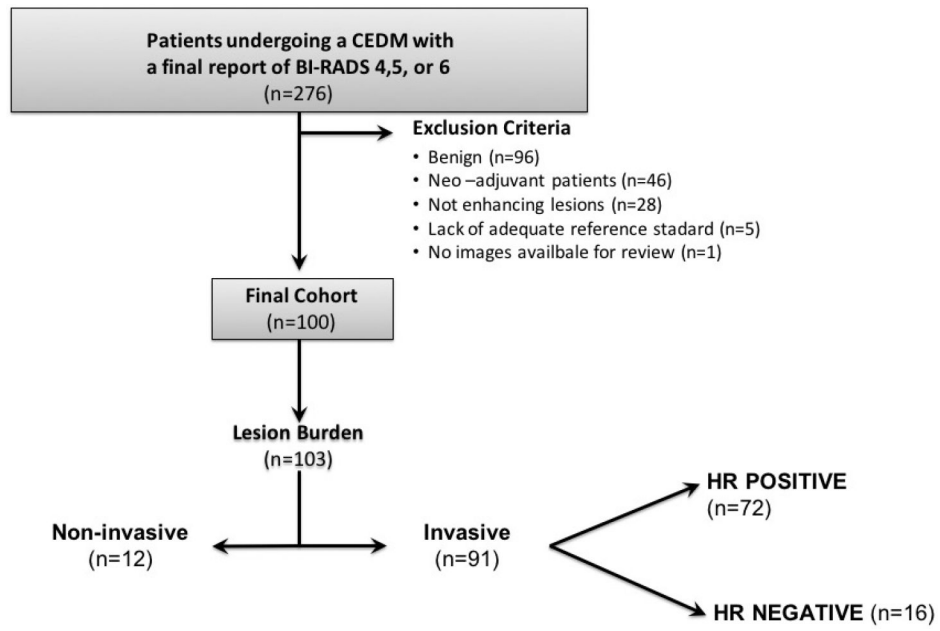 Patients undergoing a CEDM with
a final report of BI-RADS 4,5, or 6
(n=276)
Exclusion Criteria
• Benign (n=96)
• Neo –adjuvant patients (n=46)
• Not enhancing lesions (n=28)
• Lack of adequate reference stadard (n=5)
• No images availbale for review (n=1)
Final Cohort
(n=100)
Lesion Burden
(n=103)
Non-invasive
(n=12)
Invasive
(n=91)
HR POSITIVE
(n=72)
HR NEGATIVE (n=16)